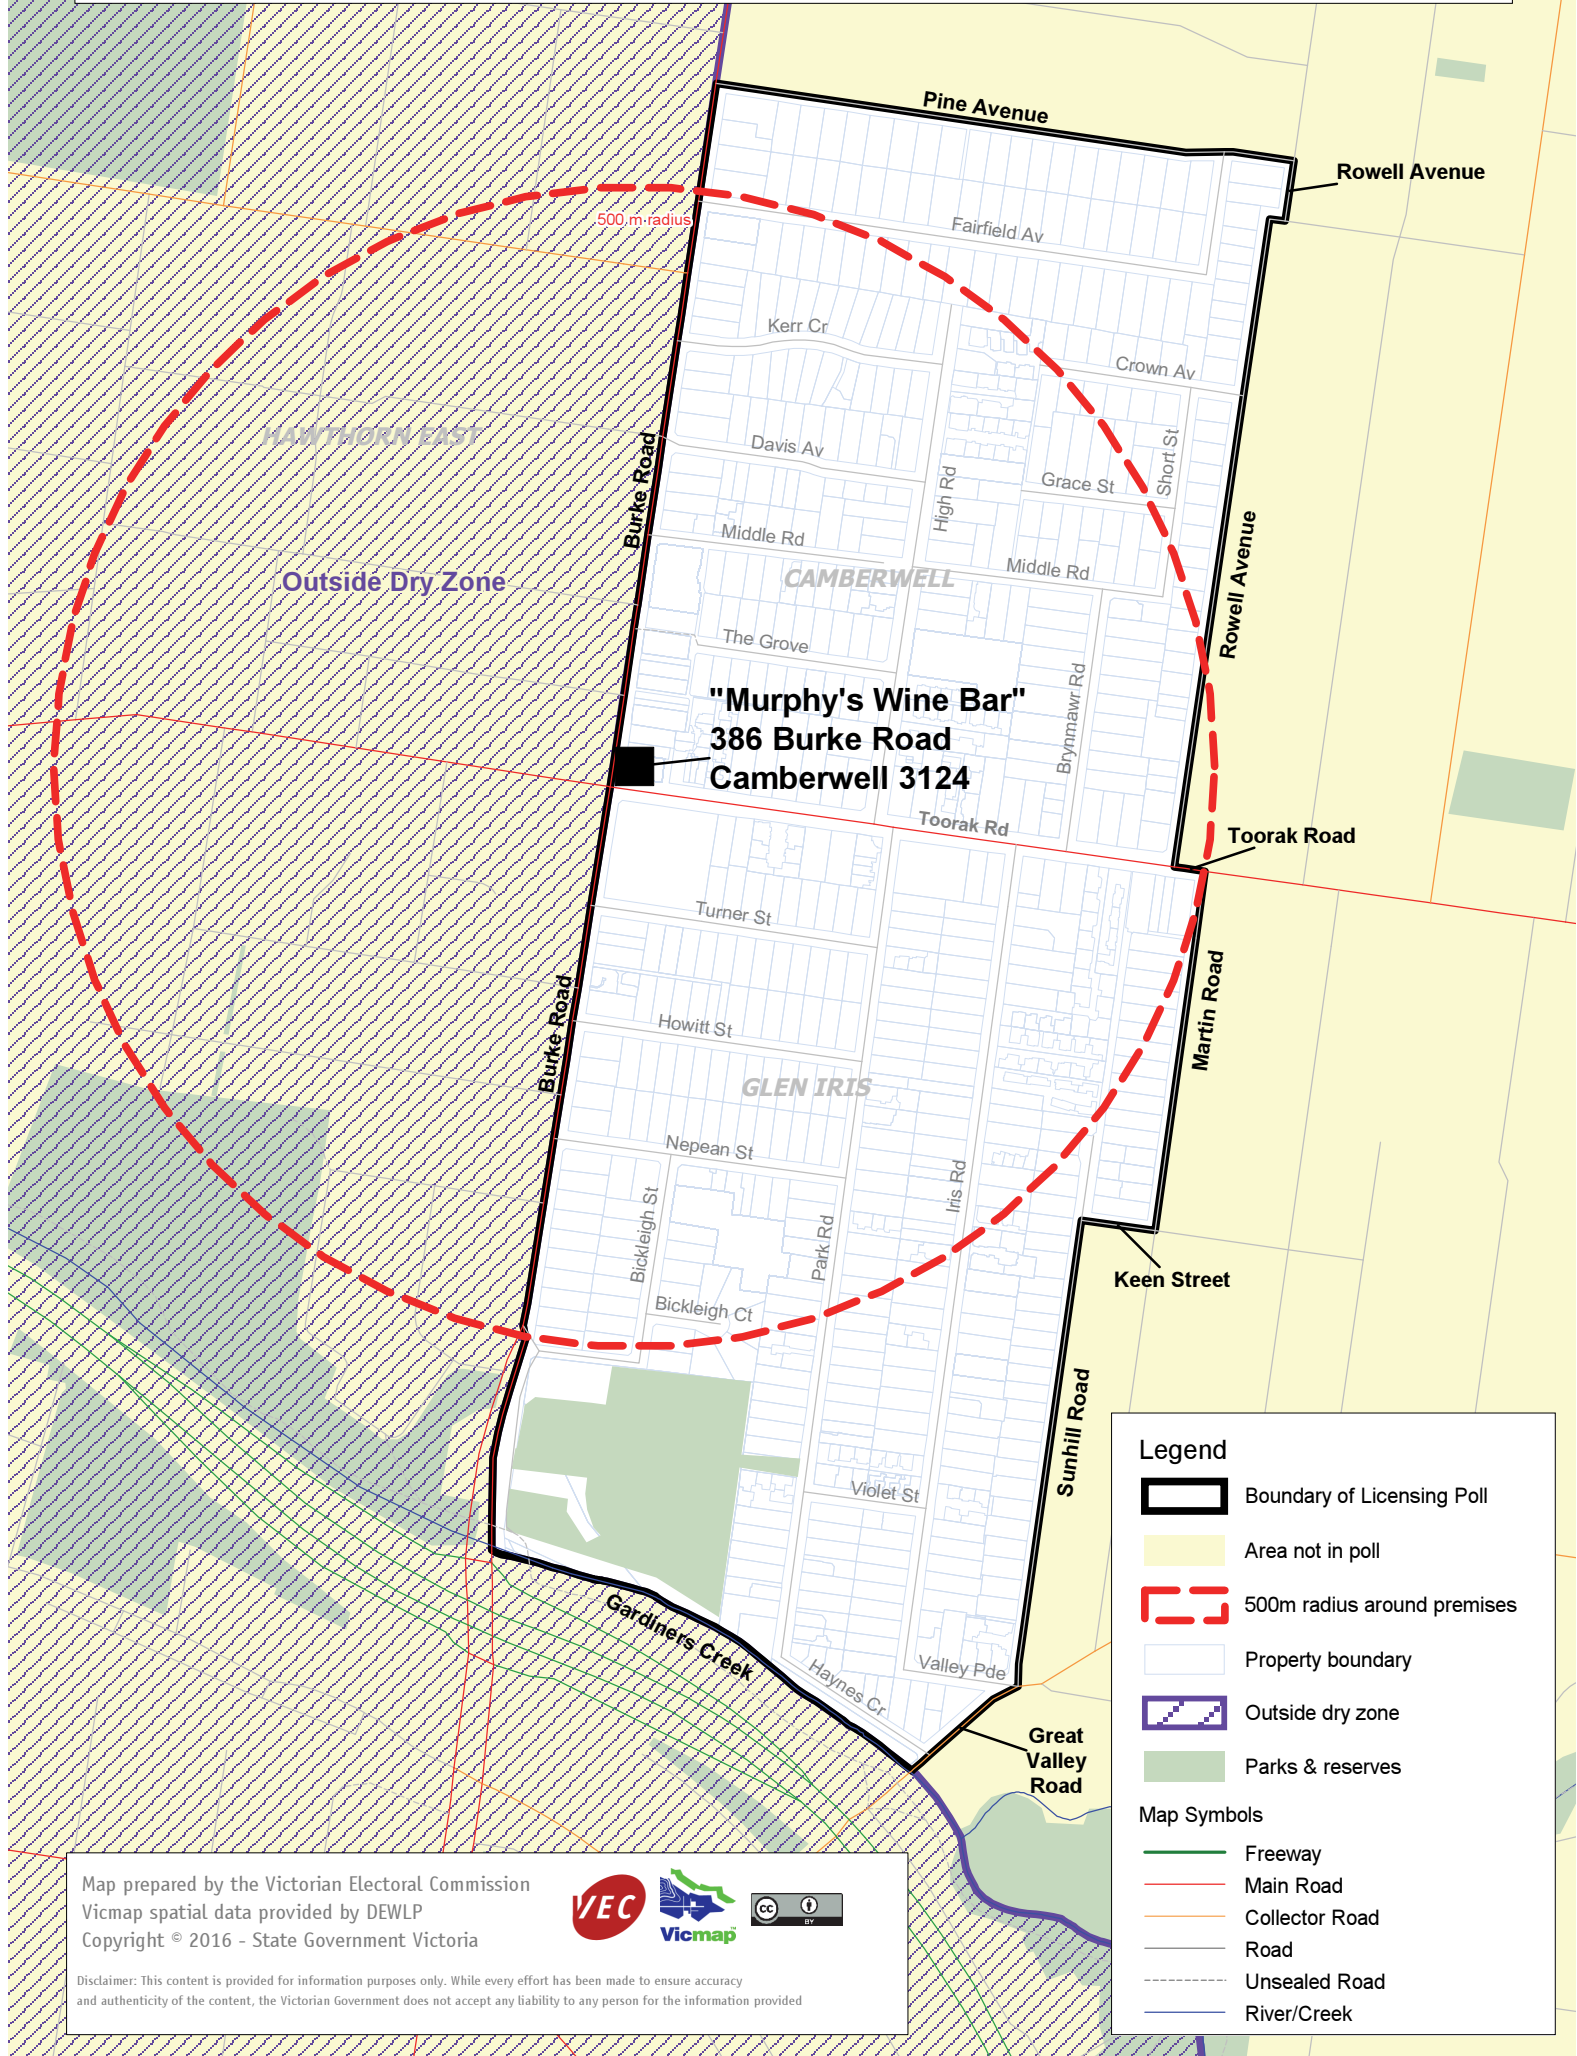 Pine Avenue
Rowell Avenue
500 m radius
Fairfield Av
Kerr Cr
Crown Av
HAWTHORN EAST
Burke Road
Davis Av
High Rd
Grace St
Short St
Middle Rd
Middle Rd
CAMBERWELL
Outside Dry Zone
Rowell Avenue
The Grove
Brynmawr Rd
"Murphy's Wine Bar"
386 Burke Road
Camberwell 3124
Toorak Rd
Toorak Road
Turner St
Burke Road
Howitt St
Martin Road
GLEN IRIS
Nepean St
Bickleigh St
Park Rd
Iris Rd
Keen Street
Bickleigh Ct
Sunhill Road
Violet St
Gardiners Creek
Haynes Cr
Valley Pde
Great
Valley
Road
Legend
Boundary of Licensing Poll
Area not in poll
500m radius around premises
Property boundary
Outside dry zone
Parks & reserves
Map Symbols
Freeway
Main Road
Collector Road
Road
Unsealed Road
River/Creek
Map prepared by the Victorian Electoral Commission
Vicmap spatial data provided by DEWLP
Copyright © 2016 - State Government Victoria
VEC
Vicmap™
cc
BY
Disclaimer: This content is provided for information purposes only. While every effort has been made to ensure accuracy
and authenticity of the content, the Victorian Government does not accept any liability to any person for the information provided